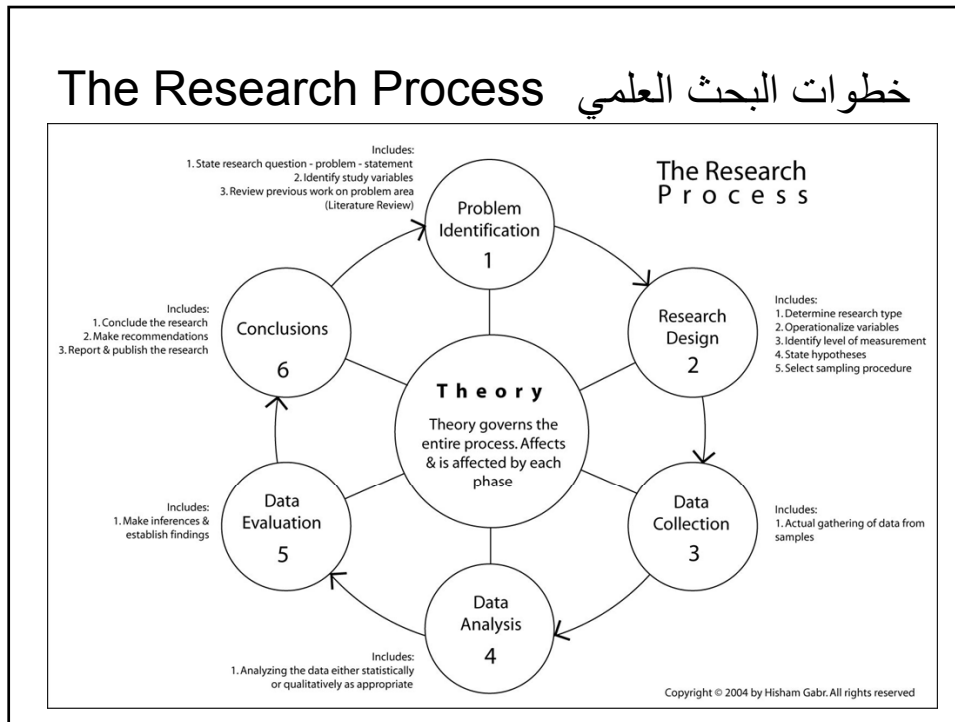 The Research Process خطوات البحث العلمي
The Research
Process
Includes:
1. State research question - problem - statement
2. Identify study variables
3. Review previous work on problem area
(Literature Review)
Problem
Identification
1
Includes:
1. Determine research type
2. Operationalize variables
3. Identify level of measurement
4. State hypotheses
5. Select sampling procedure
Research
Design
2
Includes:
1. Actual gathering of data from
samples
Data
Collection
3
Data
Analysis
4
Includes:
1. Analyzing the data either statistically
or qualitatively as appropriate
Data
Evaluation
5
Includes:
1. Make inferences &
establish findings
Conclusions
6
Includes:
1. Conclude the research
2. Make recommendations
3. Report & publish the research
Theory
Theory governs the
entire process. Affects
& is affected by each
phase
Copyright © 2004 by Hisham Gabr. All rights reserved